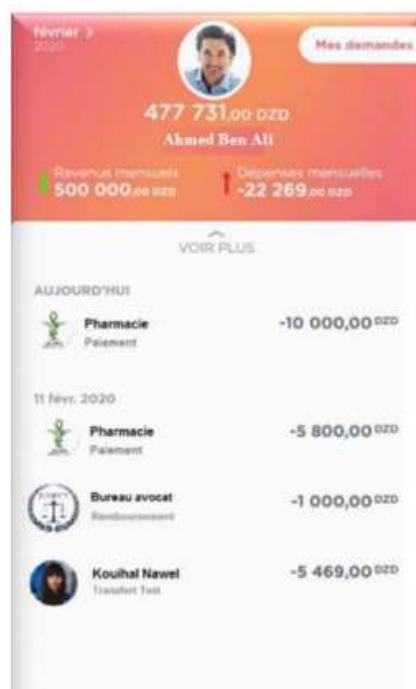 février >
2020
Mes demandes
477 731,00 DZD
Ahmed Ben Ali
Revenus mensuels
500 000,00 DZD
Dépenses mensuelles
-22 269,00 DZD
VOIR PLUS
AUJOURD'HUI
Pharmacie
-10 000,00 DZD
Paiement
11 févr. 2020
Pharmacie
-5 800,00 DZD
Paiement
Bureau avocat
-1 000,00 DZD
Remboursement
Kouihal Nawel
-5 469,00 DZD
Transfert Test